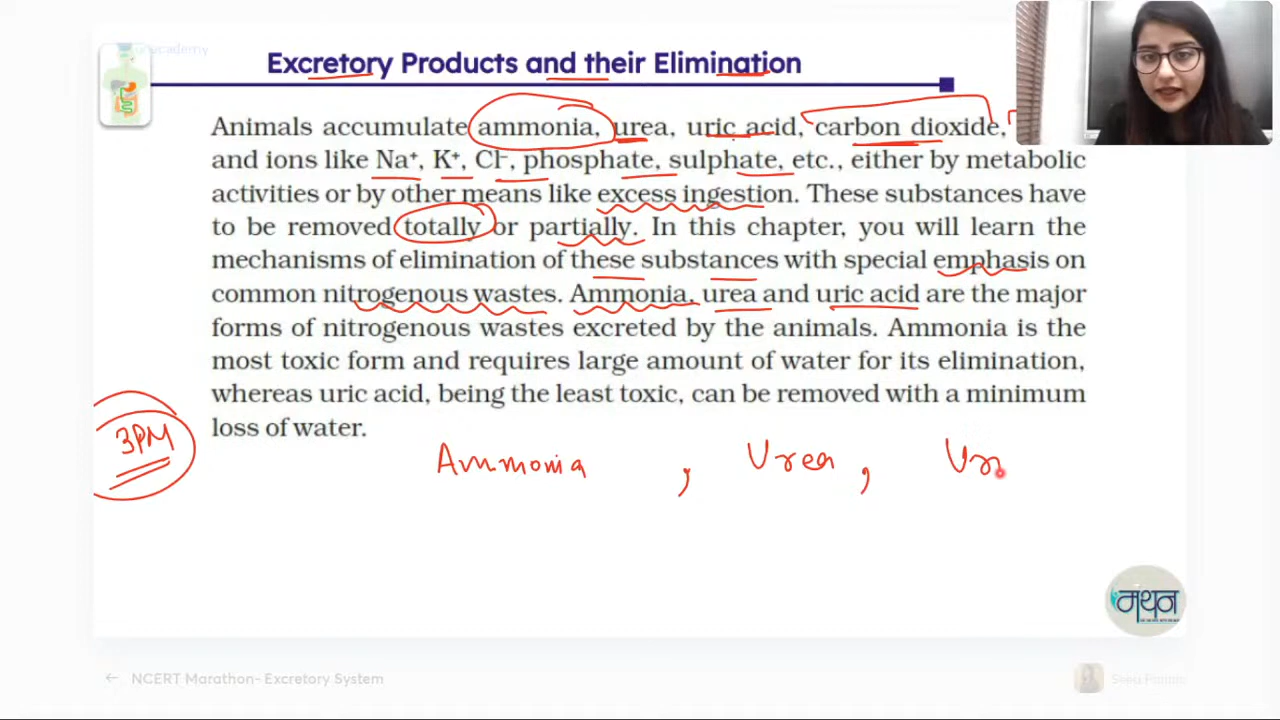 unacademy
Excretory Products and their Elimination
Animals accumulate ammonia, urea, uric acid, carbon dioxide,
and ions like Na⁺, K⁺, Cl⁻, phosphate, sulphate, etc., either by metabolic
activities or by other means like excess ingestion. These substances have
to be removed totally or partially. In this chapter, you will learn the
mechanisms of elimination of these substances with special emphasis on
common nitrogenous wastes. Ammonia, urea and uric acid are the major
forms of nitrogenous wastes excreted by the animals. Ammonia is the
most toxic form and requires large amount of water for its elimination,
whereas uric acid, being the least toxic, can be removed with a minimum
loss of water.
3PM
Ammonia , Urea , Ur
मंथन
NCERT Marathon- Excretory System